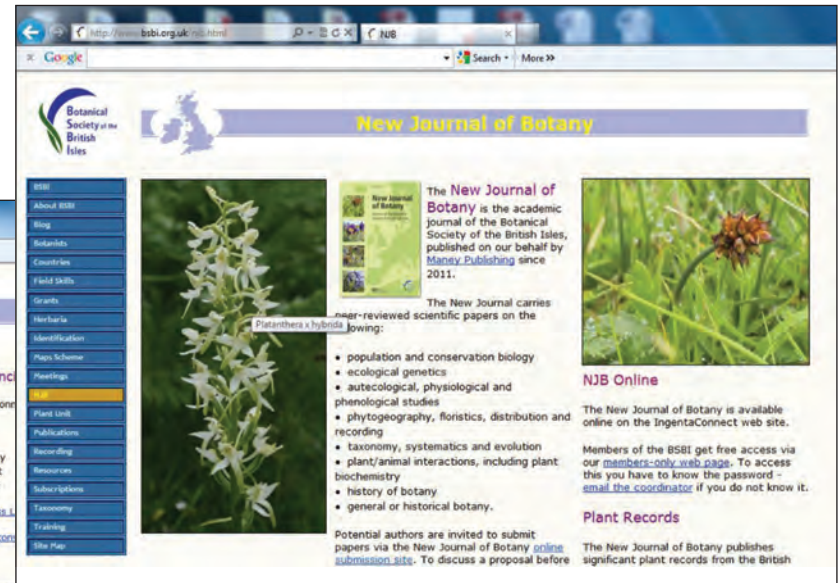 http://www.bsbi.org.uk/njb.html
NJB
Google
Search
More »
Botanical
Society of the
British
Isles
New Journal of Botany
BSBI
About BSBI
Blog
Botanists
Countries
Field Skills
Grants
Herbaria
Identification
Maps Scheme
Meetings
NJB
Plant Unit
Publications
Recording
Resources
Subscriptions
Taxonomy
Training
Site Map
Platanthera x hybrida
New Journal
of Botany
The New Journal of
Botany is the academic
journal of the Botanical
Society of the British Isles,
published on our behalf by
Maney Publishing since
2011.
The New Journal carries
peer-reviewed scientific papers on the
following:
• population and conservation biology
• ecological genetics
• autecological, physiological and
phenological studies
• phytogeography, floristics, distribution and
recording
• taxonomy, systematics and evolution
• plant/animal interactions, including plant
biochemistry
• history of botany
• general or historical botany.
Potential authors are invited to submit
papers via the New Journal of Botany online
submission site. To discuss a proposal before
NJB Online
The New Journal of Botany is available
online on the IngentaConnect web site.
Members of the BSBI get free access via
our members-only web page. To access
this you have to know the password -
email the coordinator if you do not know it.
Plant Records
The New Journal of Botany publishes
significant plant records from the British